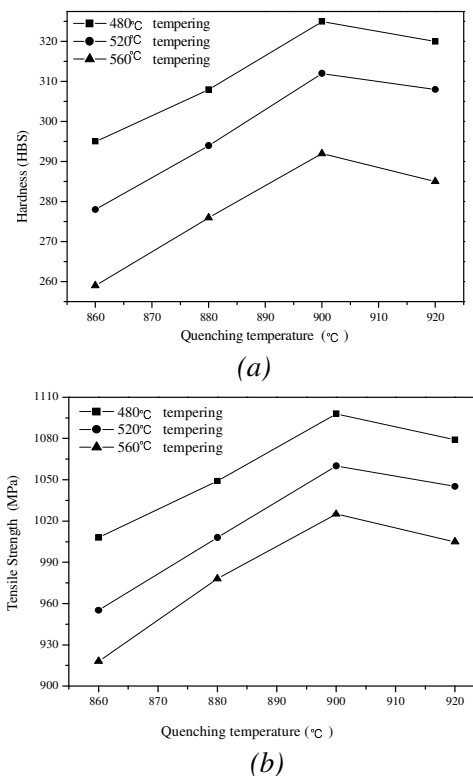 480℃ tempering
520℃ tempering
560℃ tempering
Hardness (HBS)
320
310
300
290
280
270
260
860 870 880 890 900 910 920
Quenching temperature (℃)
(a)
480℃ tempering
520℃ tempering
560℃ tempering
Tensile Strength (MPa)
1110
1080
1050
1020
990
960
930
900
860 870 880 890 900 910 920
Quenching temperature (℃)
(b)